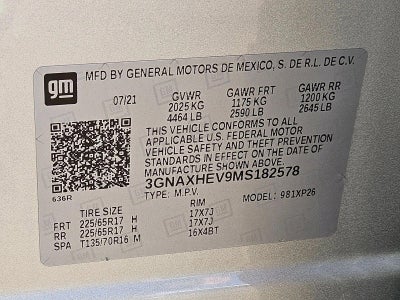 gm MFD BY GENERAL MOTORS DE MEXICO, S. DE R.L. DE C.V.
07/21 GVWR GAWR FRT GAWR RR
2025 KG 1175 KG 1200 KG
4464 LB 2590 LB 2645 LB
THIS VEHICLE CONFORMS TO ALL
APPLICABLE U.S. FEDERAL MOTOR
VEHICLE SAFETY AND THEFT PREVENTION
STANDARDS IN EFFECT ON THE DATE OF
MANUFACTURE SHOWN ABOVE.
3GNAXHEV9MS182578
636R
TYPE: M.P.V. MODEL: 981XP26
TIRE SIZE RIM
FRT 225/65R17 H 17X7J
RR 225/65R17 H 17X7J
SPA T135/70R16 M 16X4BT